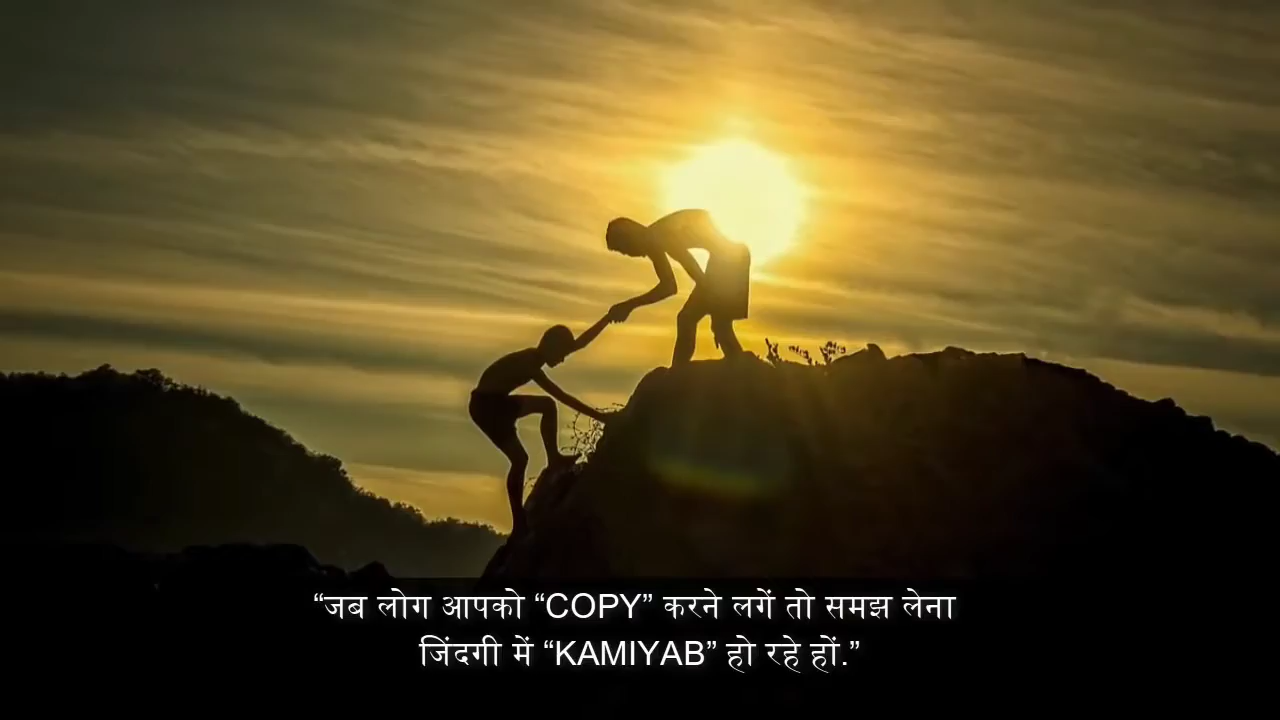 “जब लोग आपको “COPY” करने लगें तो समझ लेना
जिंदगी में “KAMIYAB” हो रहे हों.”